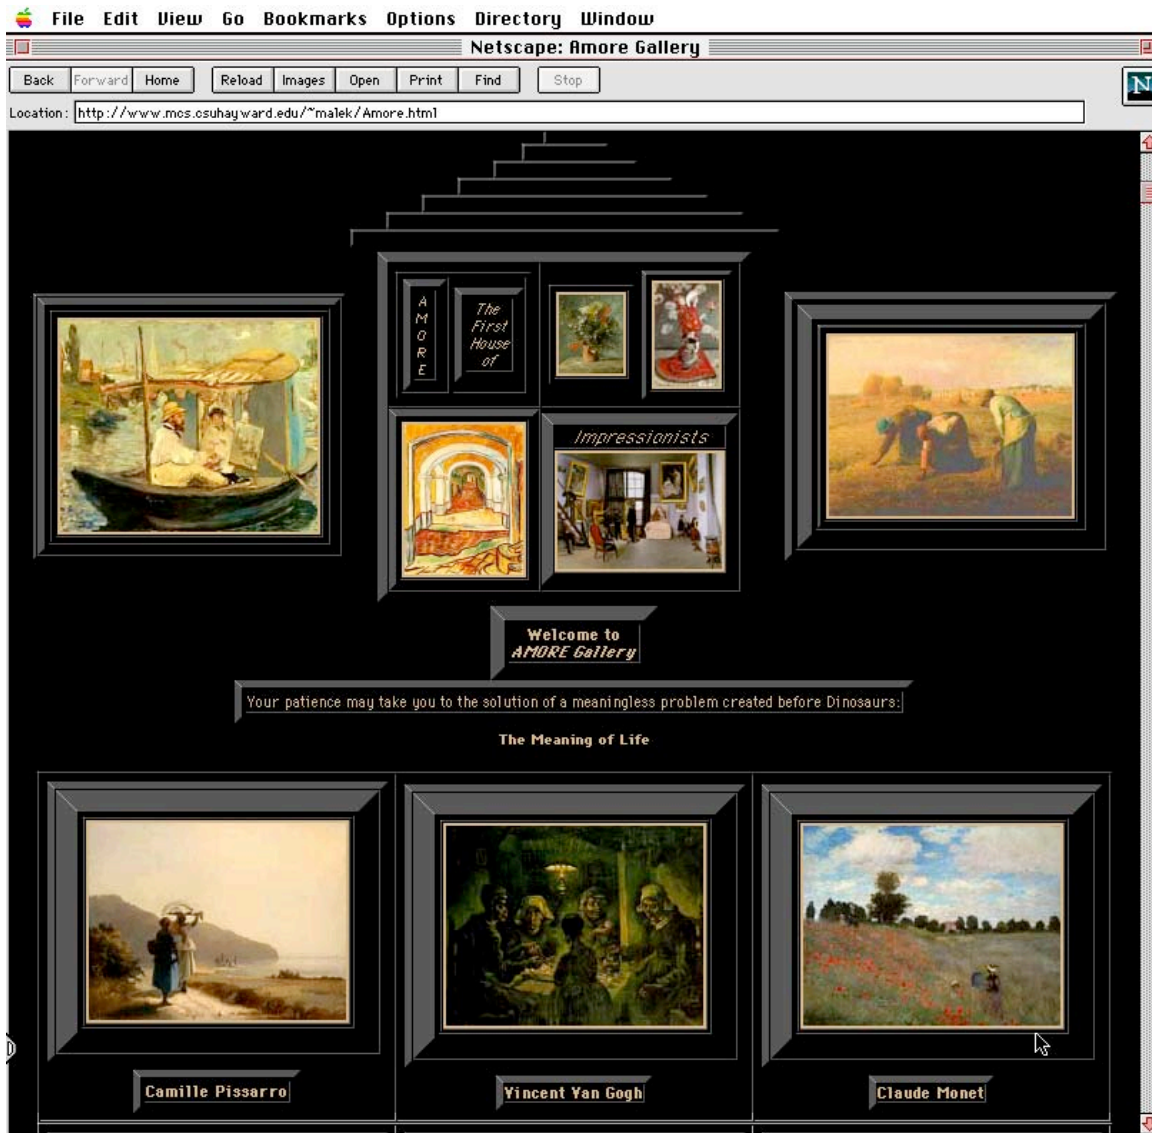 File Edit View Go Bookmarks Options Directory Window
Netscape: Amore Gallery
Back Forward Home Reload Images Open Print Find Stop
N
Location: http://www.mcs.csuhayward.edu/~malek/Amore.html
A
M
O
R
E
The
First
House
of
Impressionists
Welcome to
AMORE Gallery
Your patience may take you to the solution of a meaningless problem created before Dinosaurs:
The Meaning of Life
Camille Pissarro
Vincent Van Gogh
Claude Monet